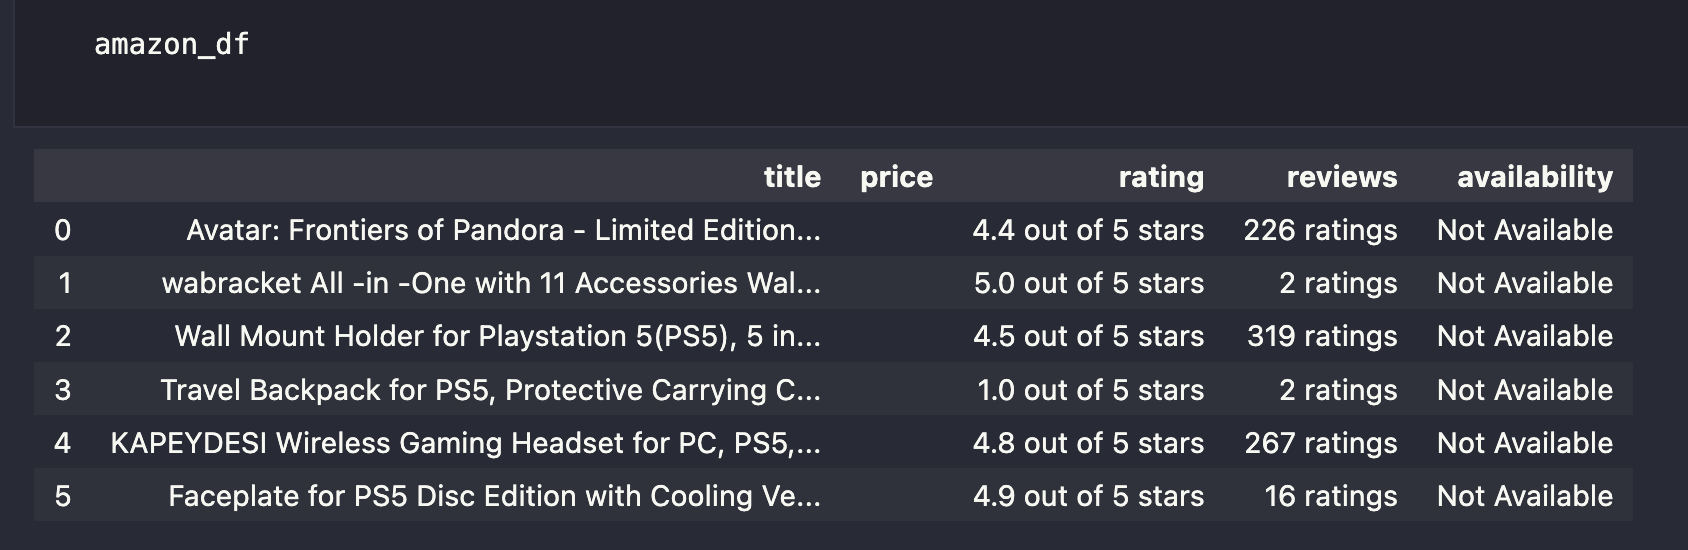 amazon_df
title price rating reviews availability
0 Avatar: Frontiers of Pandora - Limited Edition... 4.4 out of 5 stars 226 ratings Not Available
1 wabracket All -in -One with 11 Accessories Wal... 5.0 out of 5 stars 2 ratings Not Available
2 Wall Mount Holder for Playstation 5(PS5), 5 in... 4.5 out of 5 stars 319 ratings Not Available
3 Travel Backpack for PS5, Protective Carrying C... 1.0 out of 5 stars 2 ratings Not Available
4 KAPEYDESI Wireless Gaming Headset for PC, PS5,... 4.8 out of 5 stars 267 ratings Not Available
5 Faceplate for PS5 Disc Edition with Cooling Ve... 4.9 out of 5 stars 16 ratings Not Available